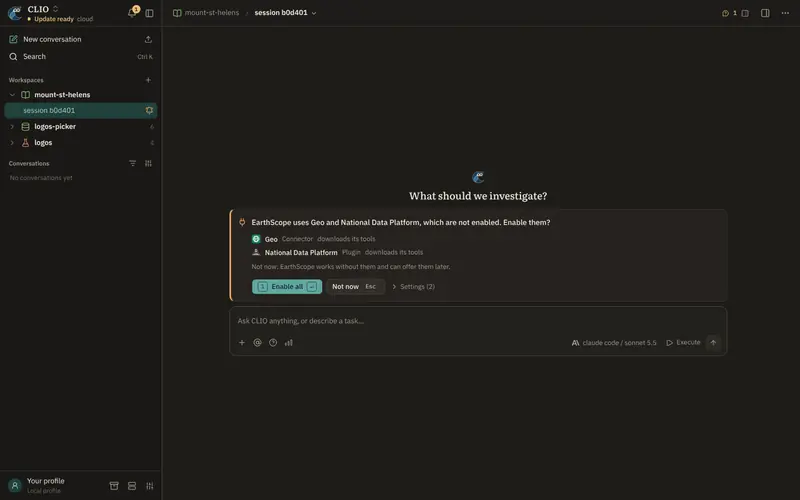 CLIO
Update ready cloud
1
New conversation
Search Ctrl K
Workspaces
mount-st-helens
session b0d401
logos-picker 6
logos 4
Conversations
No conversations yet
Your profile
Local profile
mount-st-helens / session b0d401
1
What should we investigate?
EarthScope uses Geo and National Data Platform, which are not enabled. Enable them?
Geo Connector downloads its tools
National Data Platform Plugin downloads its tools
Not now: EarthScope works without them and can offer them later.
Enable all
Not now Esc
Settings (2)
Ask CLIO anything, or describe a task...
claude code / sonnet 5.5
Execute